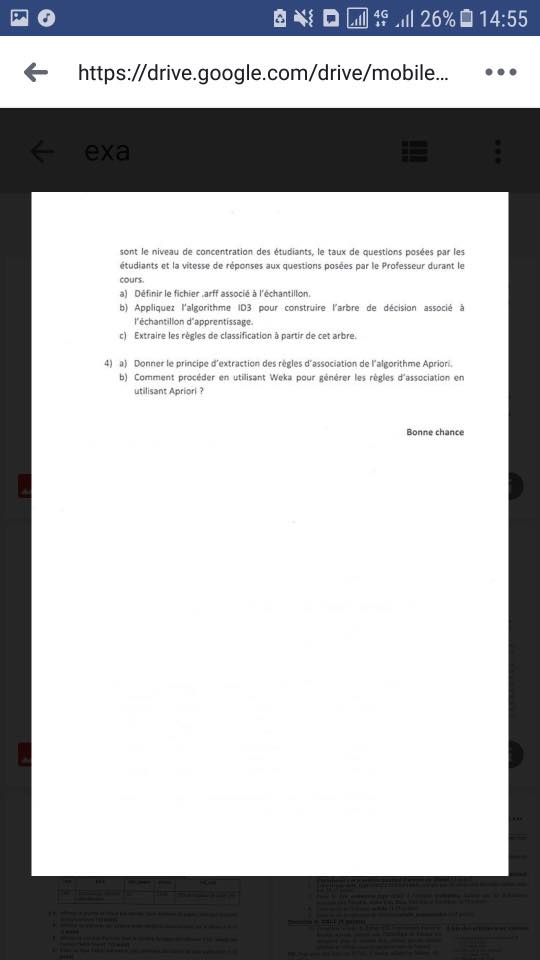 4G 26% 14:55
https://drive.google.com/drive/mobile...
exa
sont le niveau de concentration des étudiants, le taux de questions posées par les
étudiants et la vitesse de réponses aux questions posées par le Professeur durant le
cours.
a) Définir le fichier .arff associé à l'échantillon.
b) Appliquez l'algorithme ID3 pour construire l'arbre de décision associé à
l'échantillon d'apprentissage.
c) Extraire les règles de classification à partir de cet arbre.
4) a) Donner le principe d'extraction des règles d'association de l'algorithme Apriori.
b) Comment procéder en utilisant Weka pour générer les règles d'association en
utilisant Apriori ?
Bonne chance